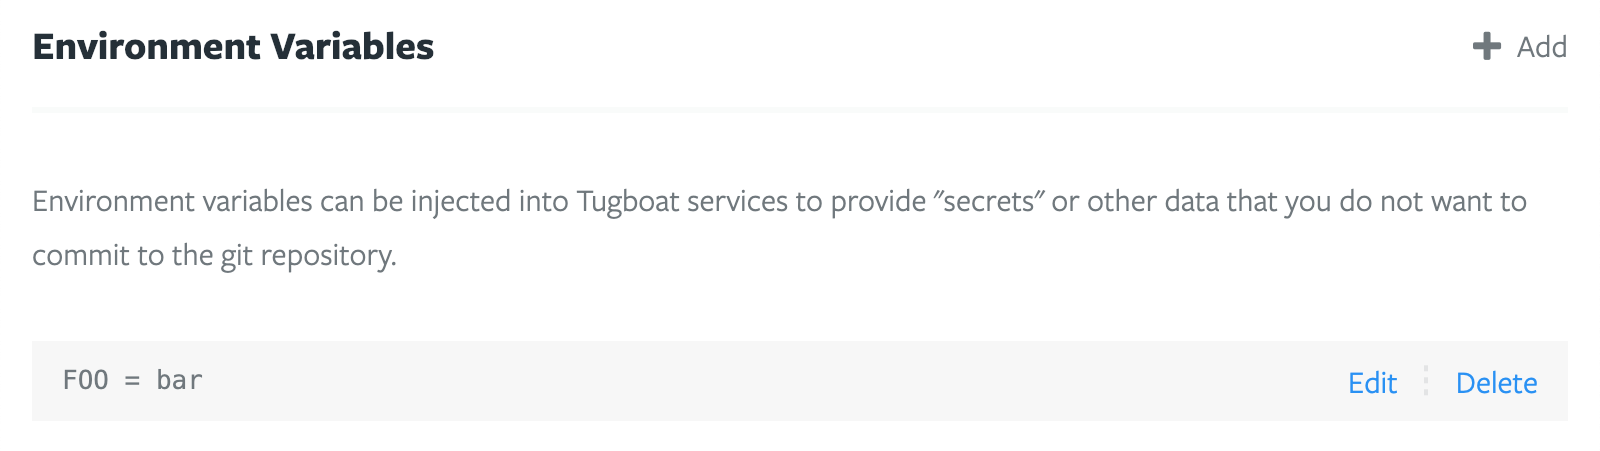 Environment Variables
Add
Environment variables can be injected into Tugboat services to provide "secrets" or other data that you do not want to
commit to the git repository.
FOO = bar
Edit
Delete